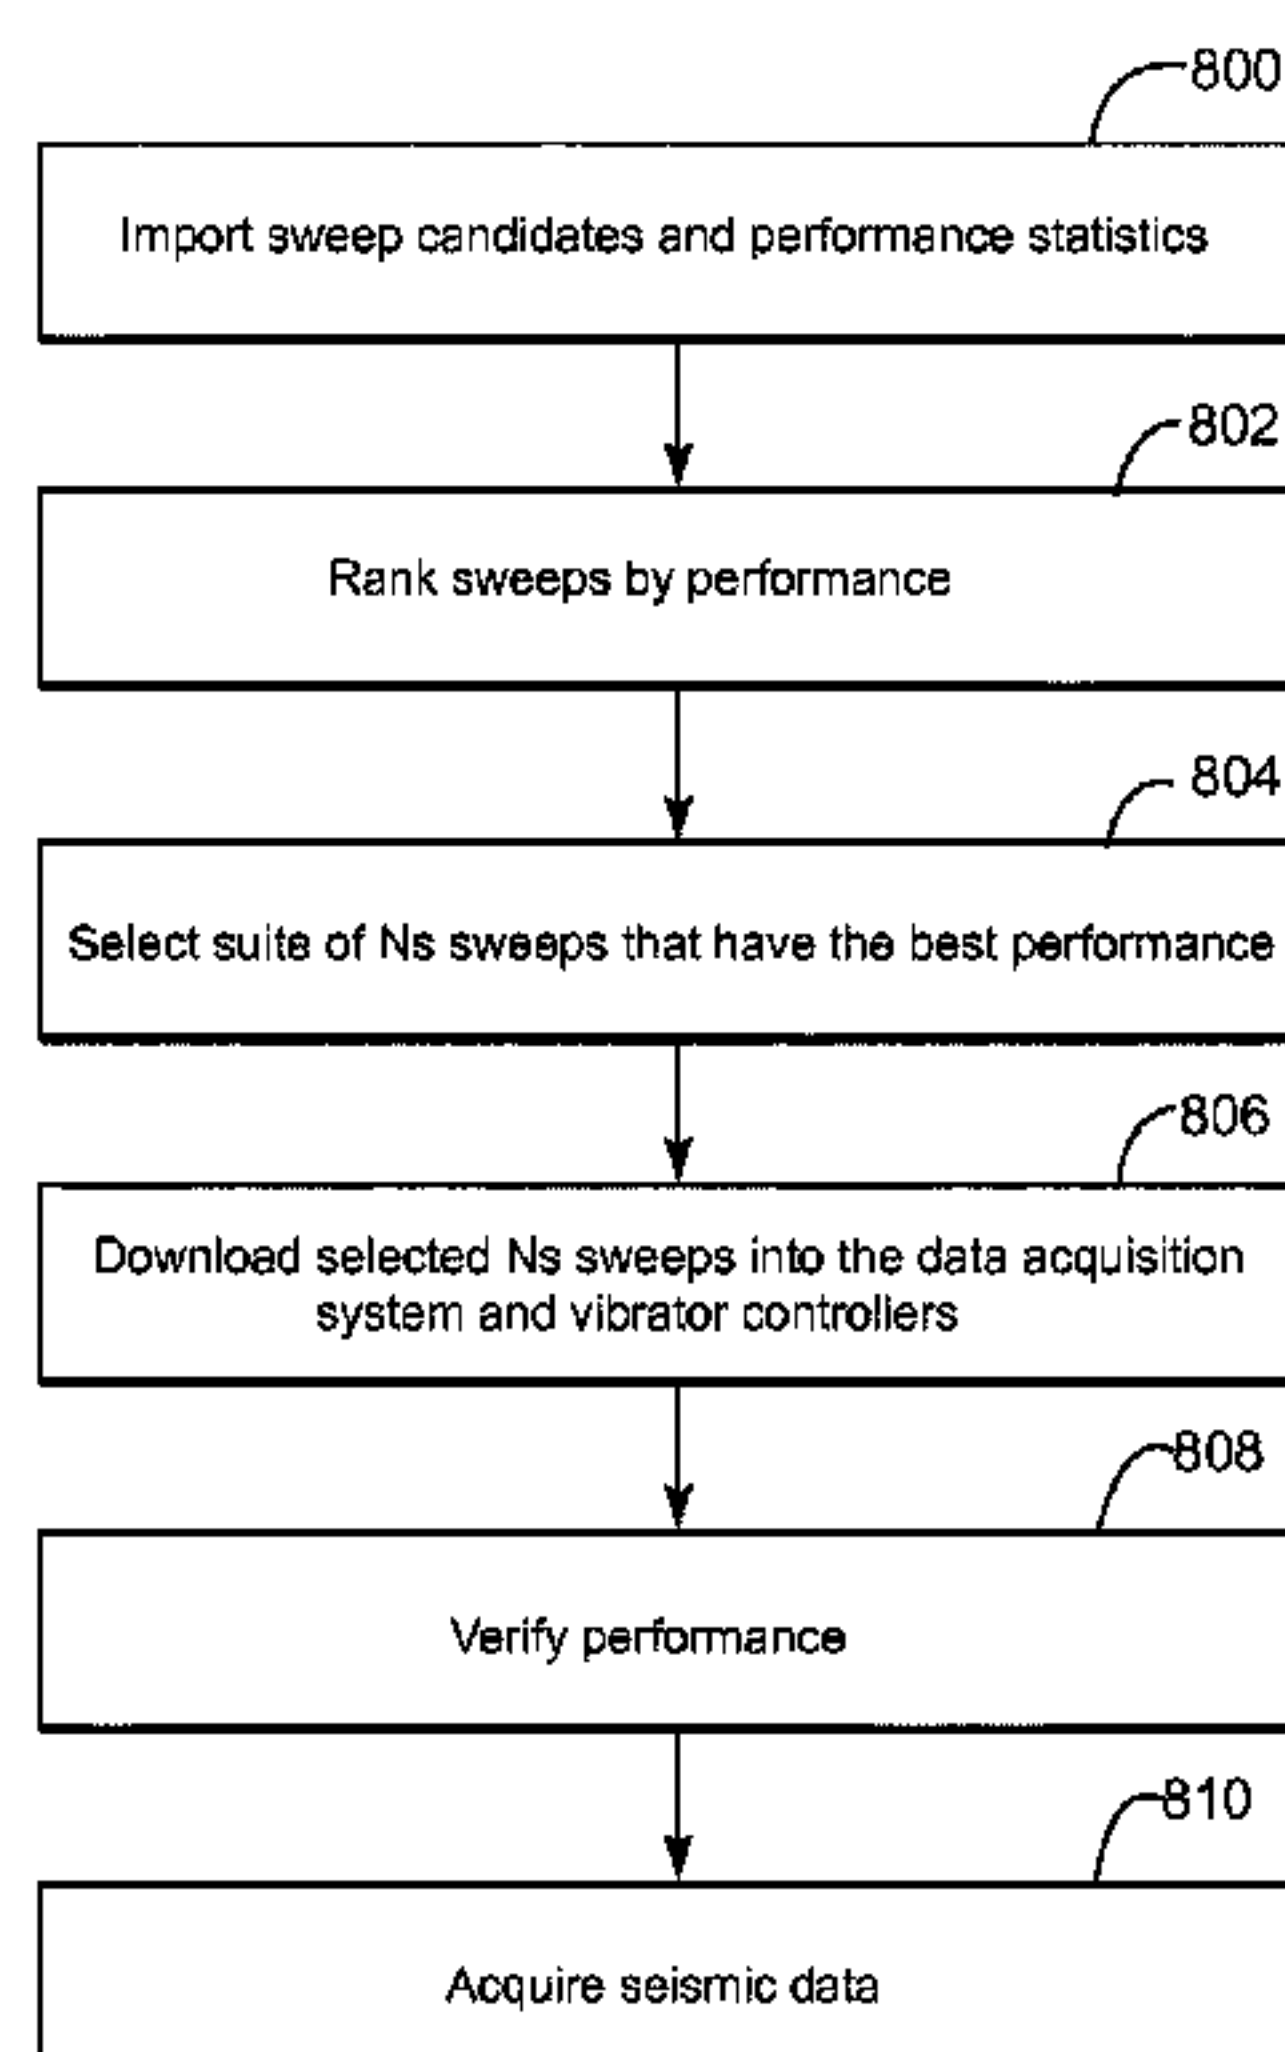 800
Import sweep candidates and performance statistics
802
Rank sweeps by performance
804
Select suite of Ns sweeps that have the best performance
806
Download selected Ns sweeps into the data acquisition
system and vibrator controllers
808
Verify performance
810
Acquire seismic data